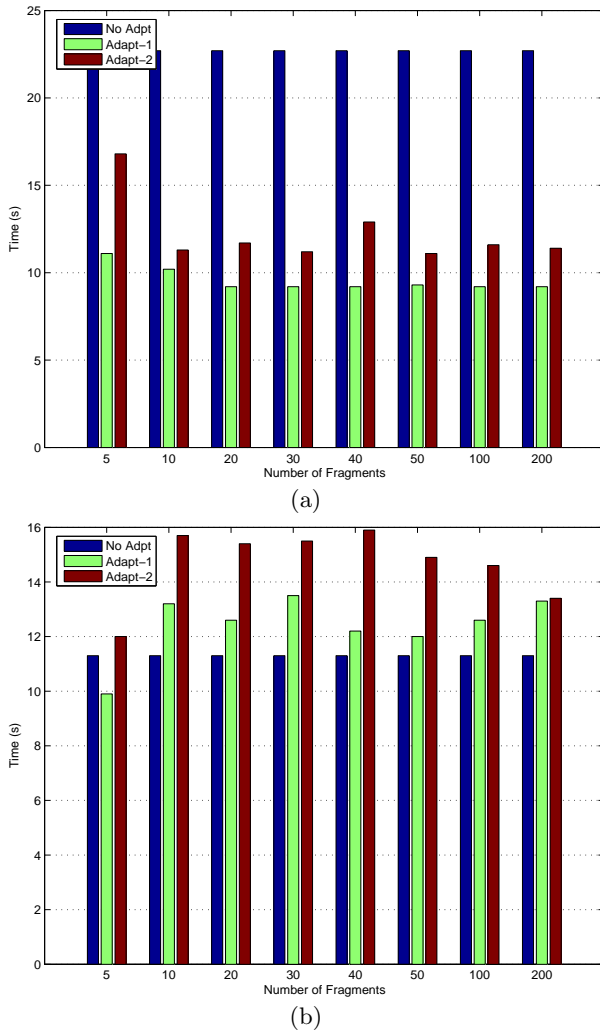 25
20
15
10
5
0
Time (s)
No Adpt
Adapt-1
Adapt-2
5 10 20 30 40 50 100 200
Number of Fragments
(a)
16
14
12
10
8
6
4
2
0
Time (s)
No Adpt
Adapt-1
Adapt-2
5 10 20 30 40 50 100 200
Number of Fragments
(b)